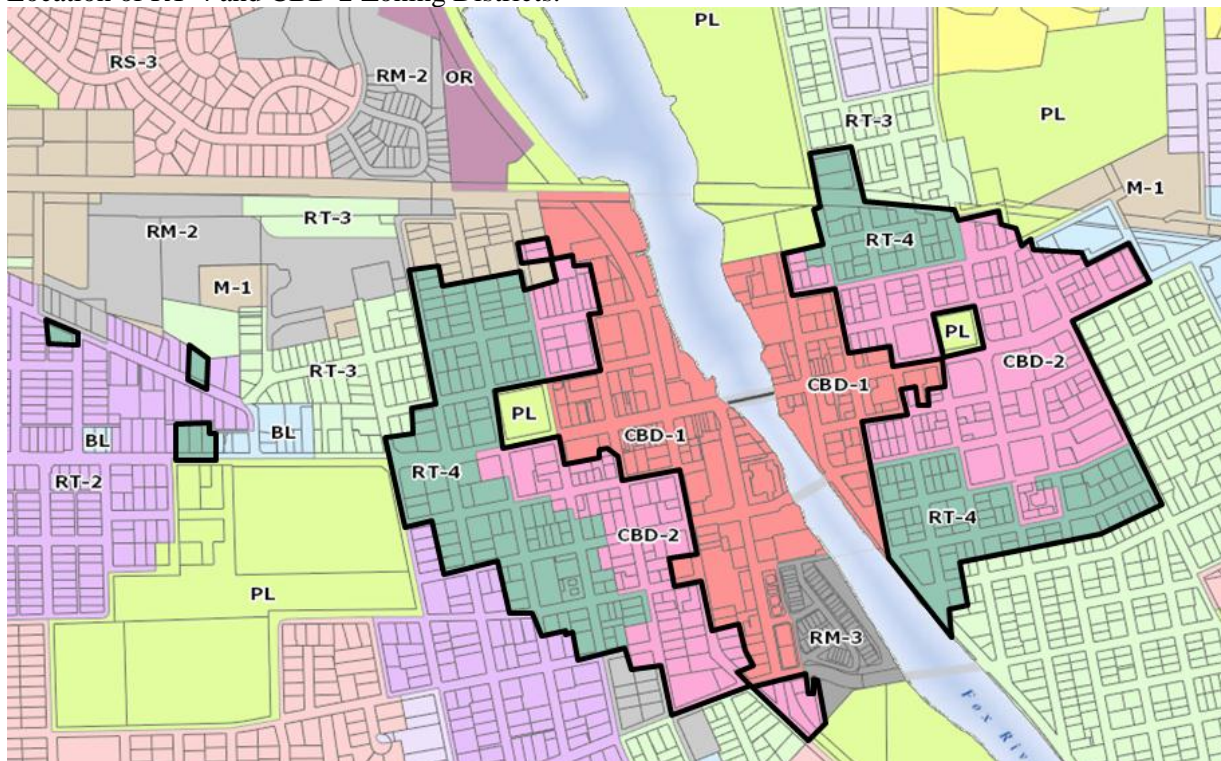 Location of RT-4 and CBD-2 Zoning Districts.
PL
RS-3
RM-2
OR
PL
RT-3
M-1
RT-3
RM-2
RT-4
M-1
PL
RT-3
CBD-2
CBD-1
PL
CBD-1
BL
BL
RT-4
RT-2
RT-4
CBD-2
PL
RM-3
Fox Riv